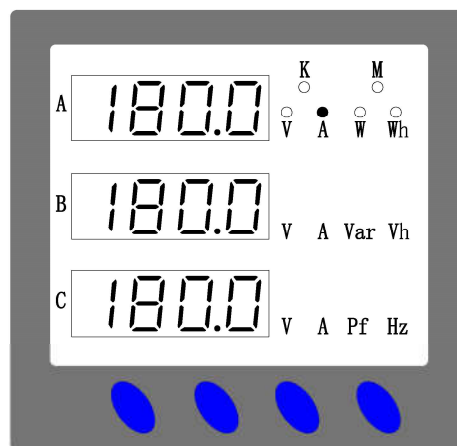 K M
A 180.0
V A W Wh
B 180.0
V A Var Vh
C 180.0
V A Pf Hz